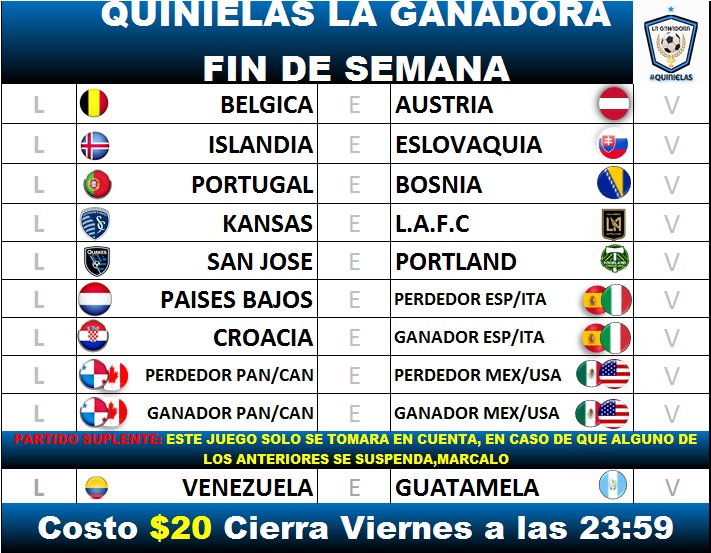 QUINIELAS LA GANADORA
FIN DE SEMANA
LA GANADORA
#QUINIELAS
L BELGICA E AUSTRIA V
L ISLANDIA E ESLOVAQUIA V
L PORTUGAL E BOSNIA V
L KANSAS E L.A.F.C V
L SAN JOSE E PORTLAND V
L PAISES BAJOS E PERDEDOR ESP/ITA V
L CROACIA E GANADOR ESP/ITA V
L PERDEDOR PAN/CAN E PERDEDOR MEX/USA V
L GANADOR PAN/CAN E GANADOR MEX/USA V
PARTIDO SUPLENTE: ESTE JUEGO SOLO SE TOMARA EN CUENTA, EN CASO DE QUE ALGUNO DE
LOS ANTERIORES SE SUSPENDA,MARCALO
L VENEZUELA E GUATAMELA V
Costo $20 Cierra Viernes a las 23:59